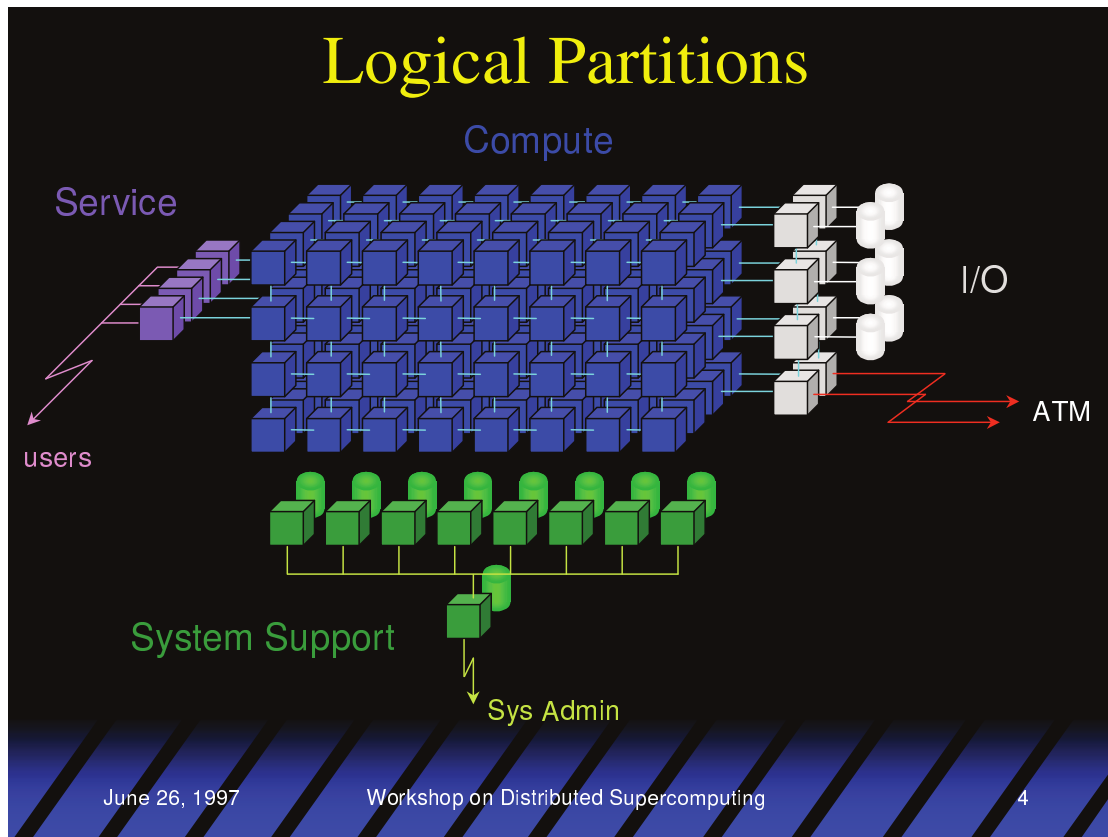 Logical Partitions
Compute
Service
I/O
ATM
users
System Support
Sys Admin
June 26, 1997
Workshop on Distributed Supercomputing
4